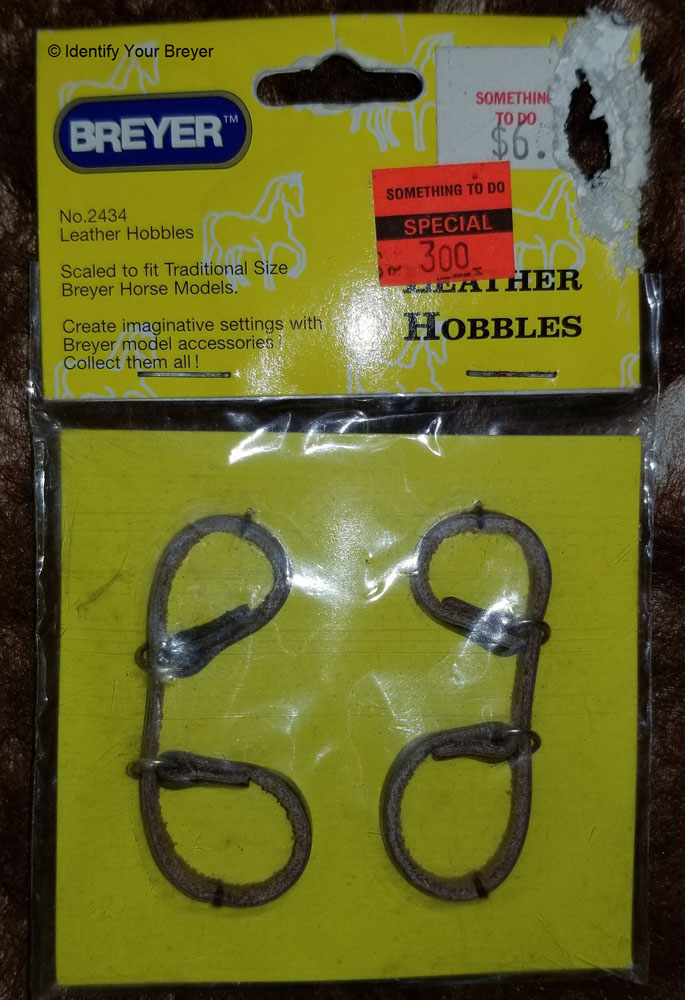 © Identify Your Breyer
BREYER™
No.2434
Leather Hobbles
Scaled to fit Traditional Size
Breyer Horse Models.
Create imaginative settings with
Breyer model accessories!
Collect them all!
SOMETHING
TO DO
$6.
SOMETHING TO DO
SPECIAL
300
LEATHER
HOBBLES